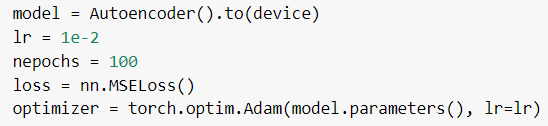 model = Autoencoder().to(device)
lr = 1e-2
nepochs = 100
loss = nn.MSELoss()
optimizer = torch.optim.Adam(model.parameters(), lr=lr)